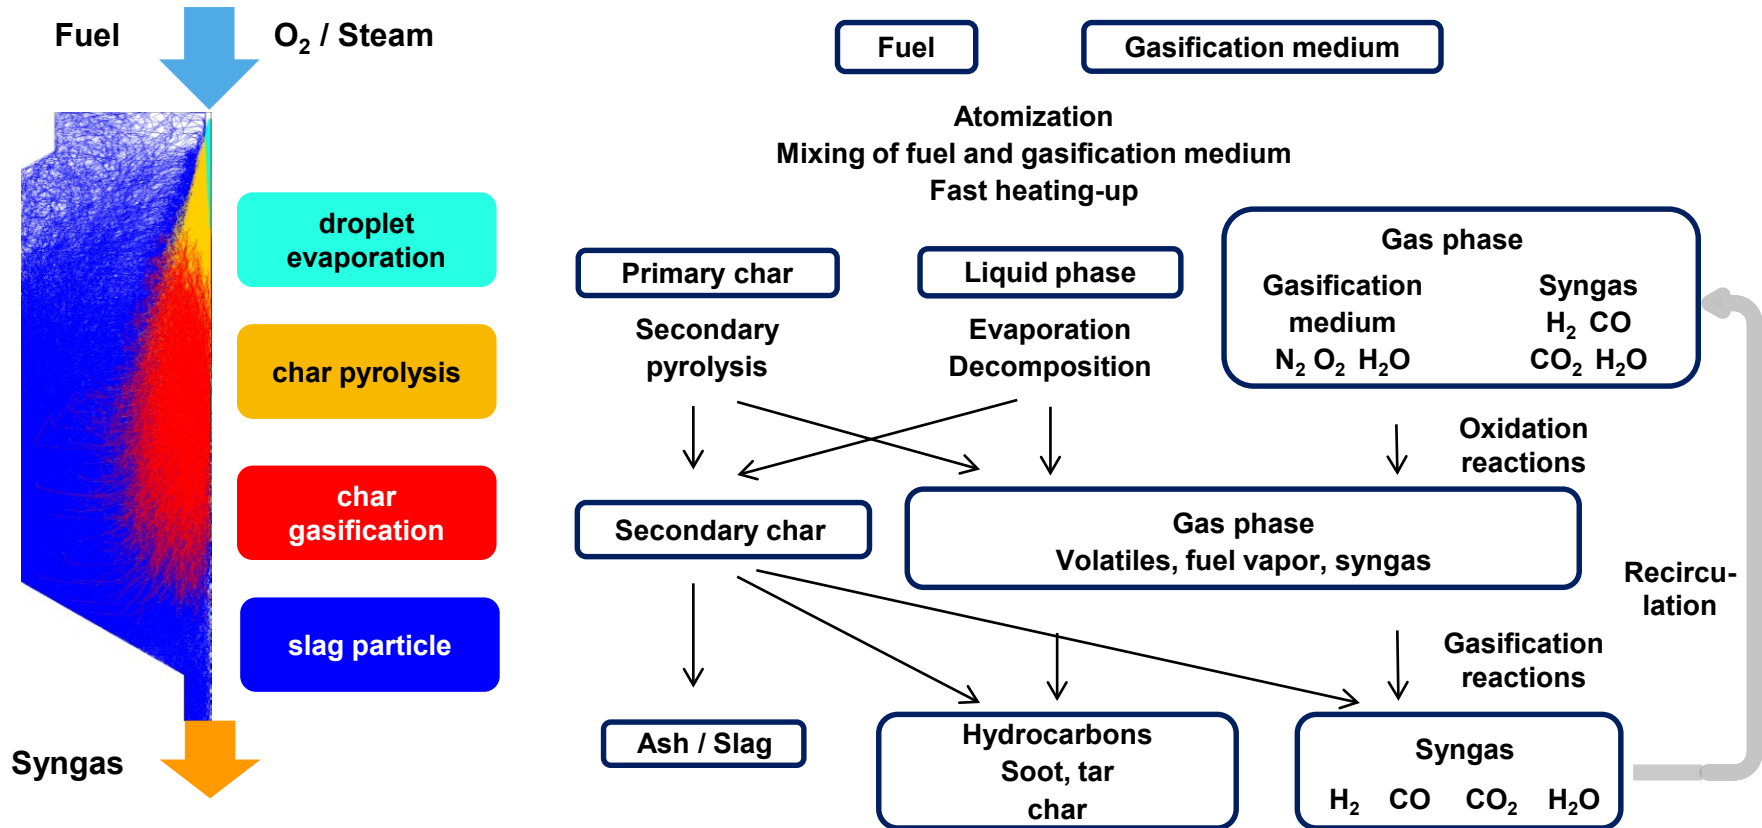 Fuel
O₂ / Steam
droplet
evaporation
char pyrolysis
char
gasification
slag particle
Syngas
Fuel
Gasification medium
Atomization
Mixing of fuel and gasification medium
Fast heating-up
Primary char
Liquid phase
Gas phase
Gasification
medium
N₂ O₂ H₂O
Syngas
H₂ CO
CO₂ H₂O
Secondary
pyrolysis
Evaporation
Decomposition
Oxidation
reactions
Secondary char
Gas phase
Volatiles, fuel vapor, syngas
Recircu-
lation
Gasification
reactions
Ash / Slag
Hydrocarbons
Soot, tar
char
Syngas
H₂ CO CO₂ H₂O